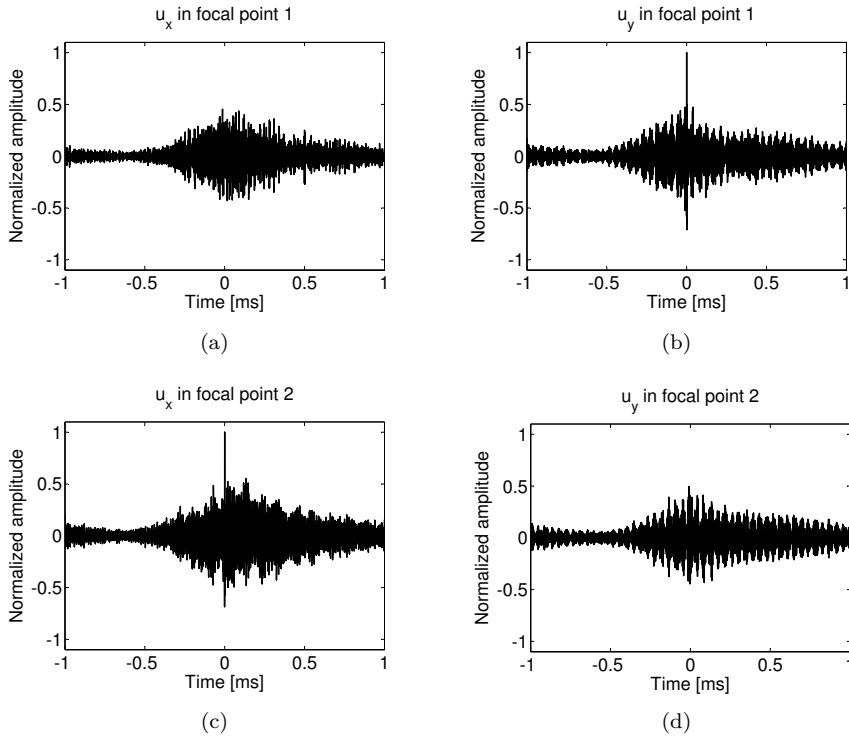 u_x in focal point 1
Normalized amplitude
1
0.5
0
-0.5
-1
-1 -0.5 0 0.5 1
Time [ms]
(a)
u_y in focal point 1
Normalized amplitude
1
0.5
0
-0.5
-1
-1 -0.5 0 0.5 1
Time [ms]
(b)
u_x in focal point 2
Normalized amplitude
1
0.5
0
-0.5
-1
-1 -0.5 0 0.5 1
Time [ms]
(c)
u_y in focal point 2
Normalized amplitude
1
0.5
0
-0.5
-1
-1 -0.5 0 0.5 1
Time [ms]
(d)